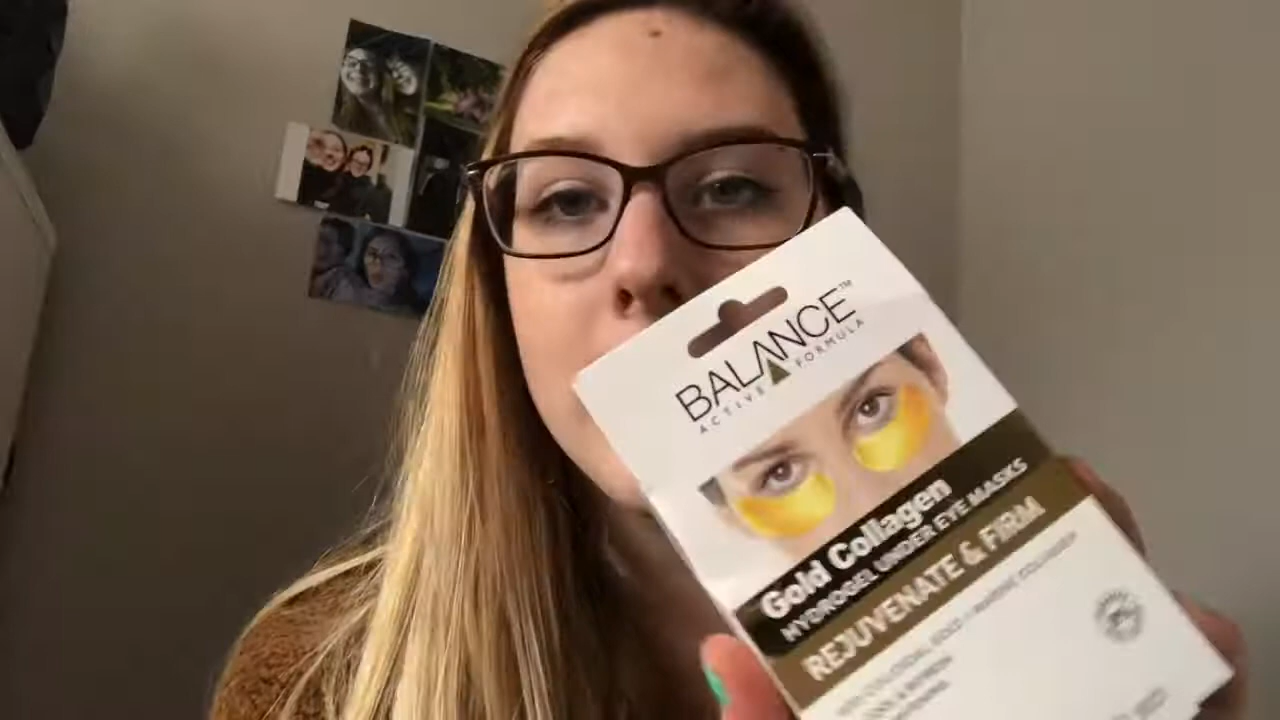 BALANCE™
ACTIVE FORMULA
Gold Collagen
HYDROGEL UNDER EYE MASKS
REJUVENATE & FIRM